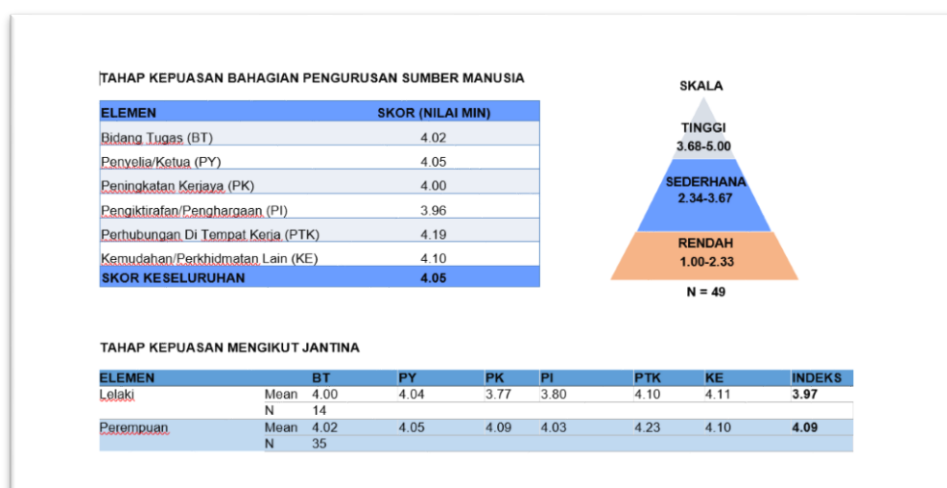 TAHAP KEPUASAN BAHAGIAN PENGURUSAN SUMBER MANUSIA
ELEMEN SKOR (NILAI MIN)
Bidang Tugas (BT) 4.02
Penyelia/Ketua (PY) 4.05
Peningkatan Kerjaya (PK) 4.00
Pengiktirafan/Penghargaan (PI) 3.96
Perhubungan Di Tempat Kerja (PTK) 4.19
Kemudahan/Perkhidmatan Lain (KE) 4.10
SKOR KESELURUHAN 4.05
SKALA
TINGGI
3.68-5.00
SEDERHANA
2.34-3.67
RENDAH
1.00-2.33
N = 49
TAHAP KEPUASAN MENGIKUT JANTINA
ELEMEN BT PY PK PI PTK KE INDEKS
Lelaki Mean 4.00 4.04 3.77 3.80 4.10 4.11 3.97
N 14
Perempuan Mean 4.02 4.05 4.09 4.03 4.23 4.10 4.09
N 35